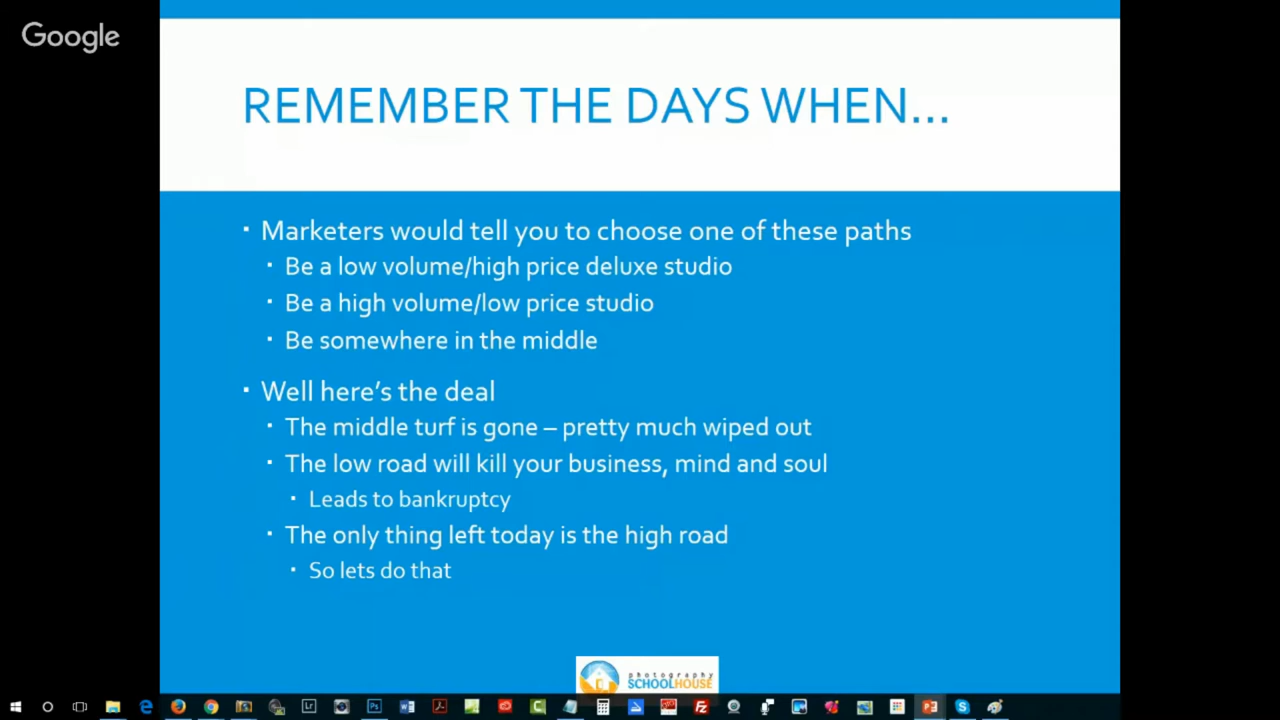 Google
REMEMBER THE DAYS WHEN...
▪ Marketers would tell you to choose one of these paths
▪ Be a low volume/high price deluxe studio
▪ Be a high volume/low price studio
▪ Be somewhere in the middle
▪ Well here's the deal
▪ The middle turf is gone – pretty much wiped out
▪ The low road will kill your business, mind and soul
▪ Leads to bankruptcy
▪ The only thing left today is the high road
▪ So lets do that
photography
SCHOOLHOUSE
Lr
Ps